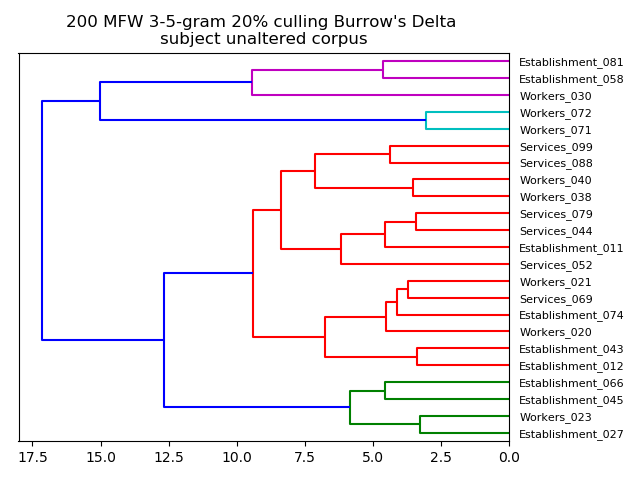 200 MFW 3-5-gram 20% culling Burrow's Delta
subject unaltered corpus
Establishment_081
Establishment_058
Workers_030
Workers_072
Workers_071
Services_099
Services_088
Workers_040
Workers_038
Services_079
Services_044
Establishment_011
Services_052
Workers_021
Services_069
Establishment_074
Workers_020
Establishment_043
Establishment_012
Establishment_066
Establishment_045
Workers_023
Establishment_027
17.5 15.0 12.5 10.0 7.5 5.0 2.5 0.0